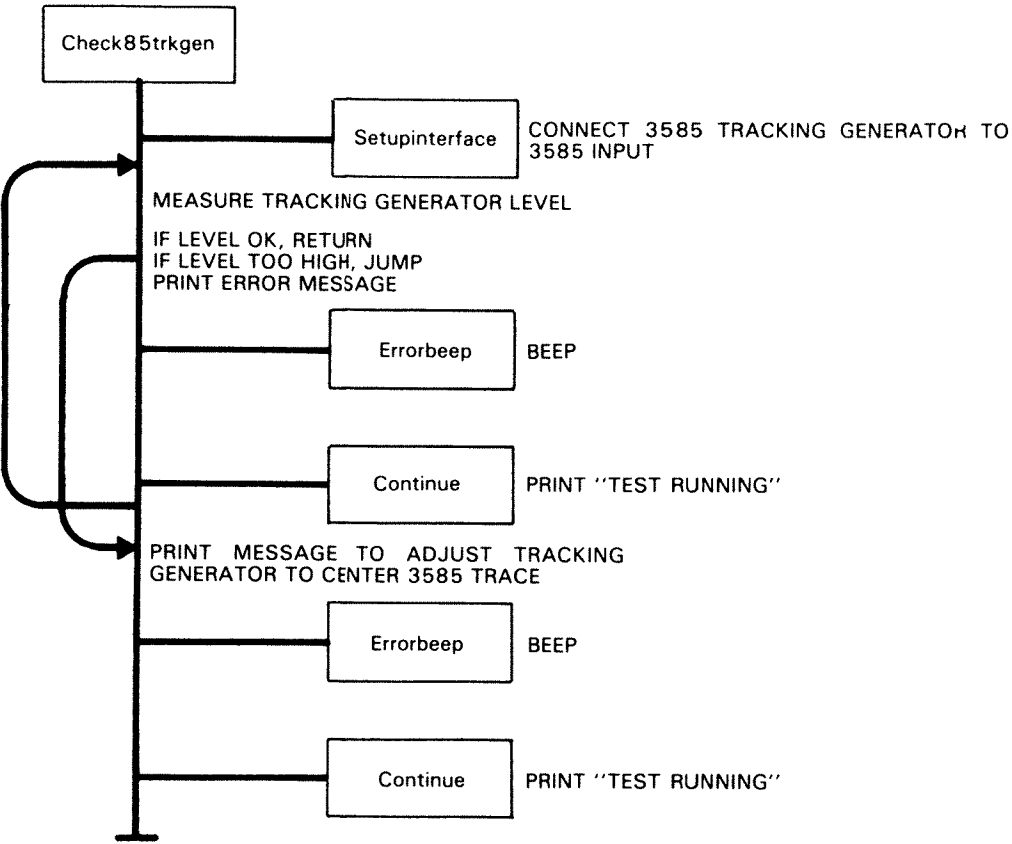 Check85trkgen
Setupinterface
CONNECT 3585 TRACKING GENERATOR TO
3585 INPUT
MEASURE TRACKING GENERATOR LEVEL
IF LEVEL OK, RETURN
IF LEVEL TOO HIGH, JUMP
PRINT ERROR MESSAGE
Errorbeep
BEEP
Continue
PRINT "TEST RUNNING"
PRINT MESSAGE TO ADJUST TRACKING
GENERATOR TO CENTER 3585 TRACE
Errorbeep
BEEP
Continue
PRINT "TEST RUNNING"